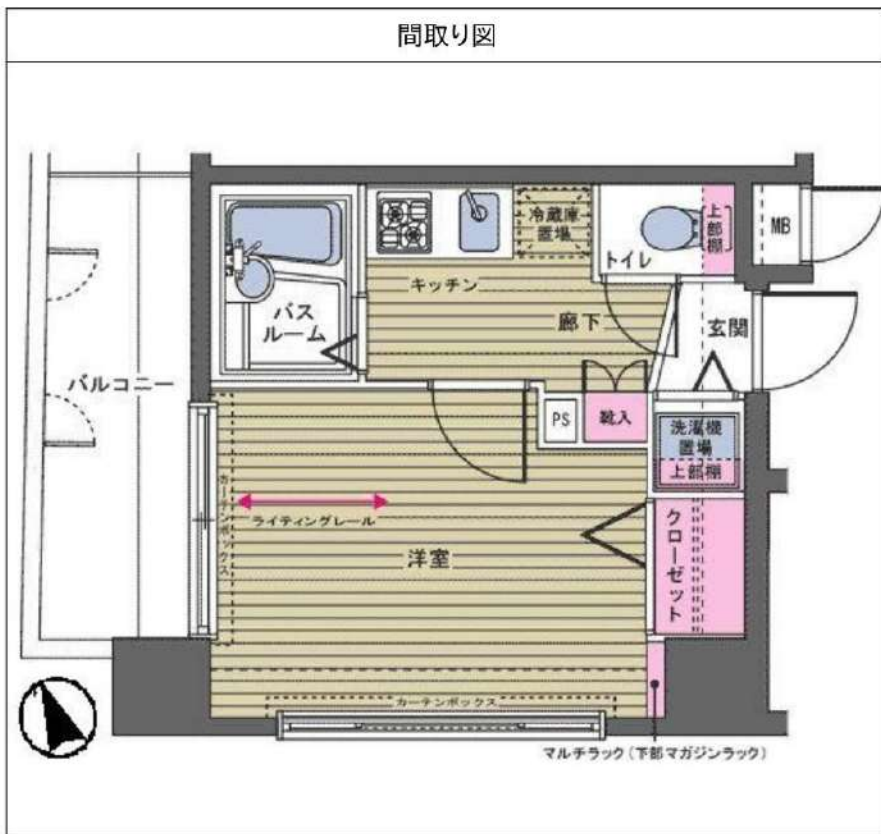 間取り図
冷蔵庫
置場
上部棚
MB
トイレ
キッチン
バス
ルーム
廊下
玄関
バルコニー
PS
靴入
洗濯機
置場
上部棚
カーテンボックス
ライティングレール
洋室
クローゼット
カーテンボックス
マルチラック(下部マガジンラック)